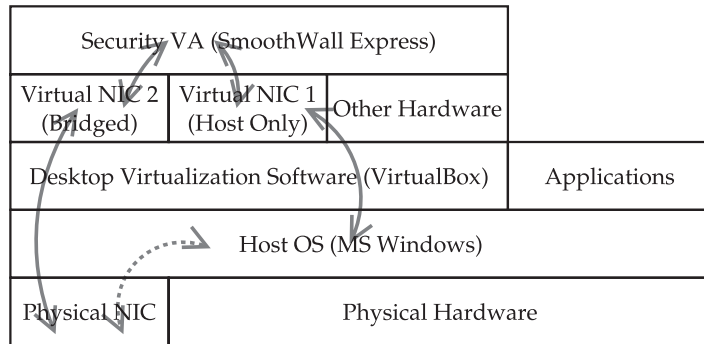 Security VA (SmoothWall Express)
Virtual NIC 2
(Bridged)
Virtual NIC 1
(Host Only)
Other Hardware
Desktop Virtualization Software (VirtualBox)
Applications
Host OS (MS Windows)
Physical NIC
Physical Hardware